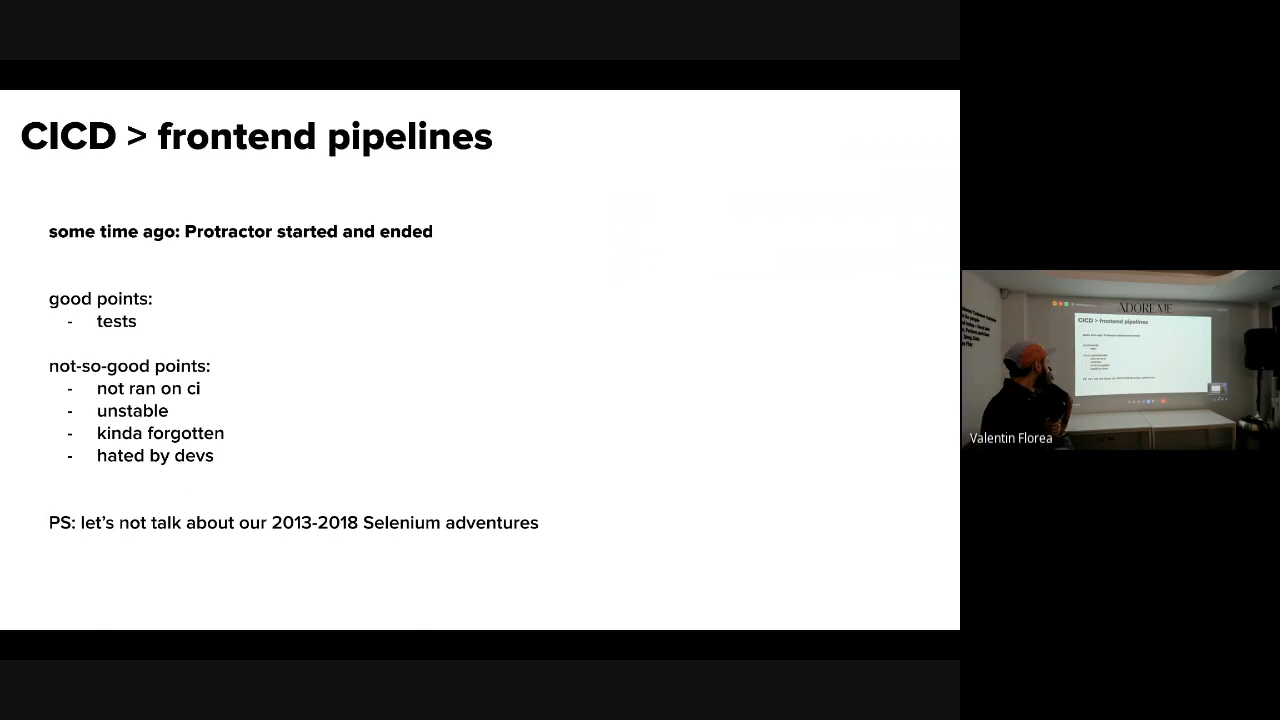 CICD > frontend pipelines
some time ago: Protractor started and ended
good points:
- tests
not-so-good points:
- not ran on ci
- unstable
- kinda forgotten
- hated by devs
PS: let's not talk about our 2013-2018 Selenium adventures
ADORE ME
CICD > frontend pipelines
Valentin Florea